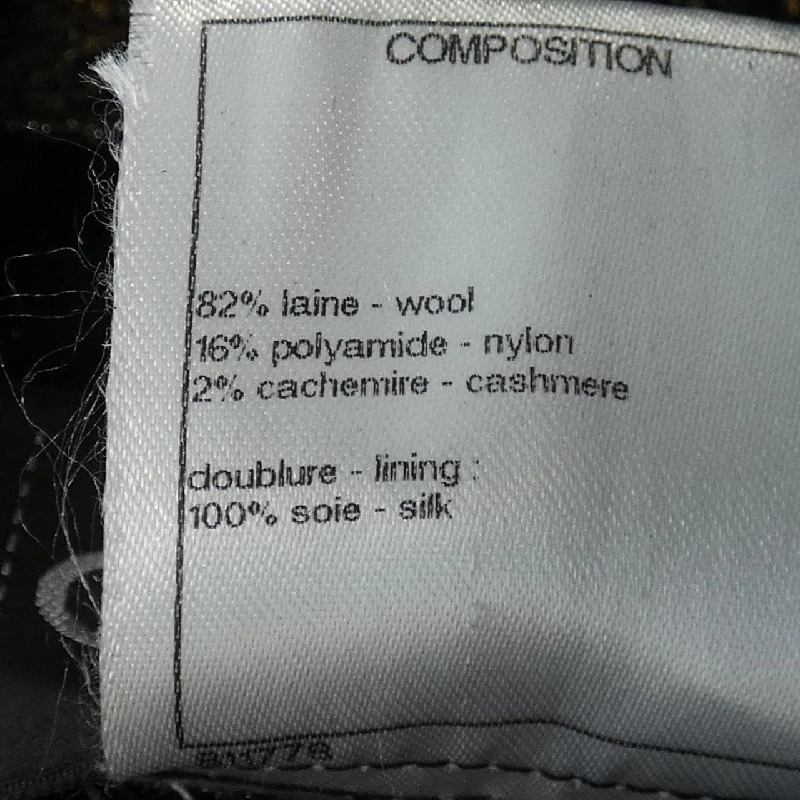 COMPOSITION
82% laine - wool
16% polyamide - nylon
2% cachemire - cashmere
doublure - lining :
100% soie - silk